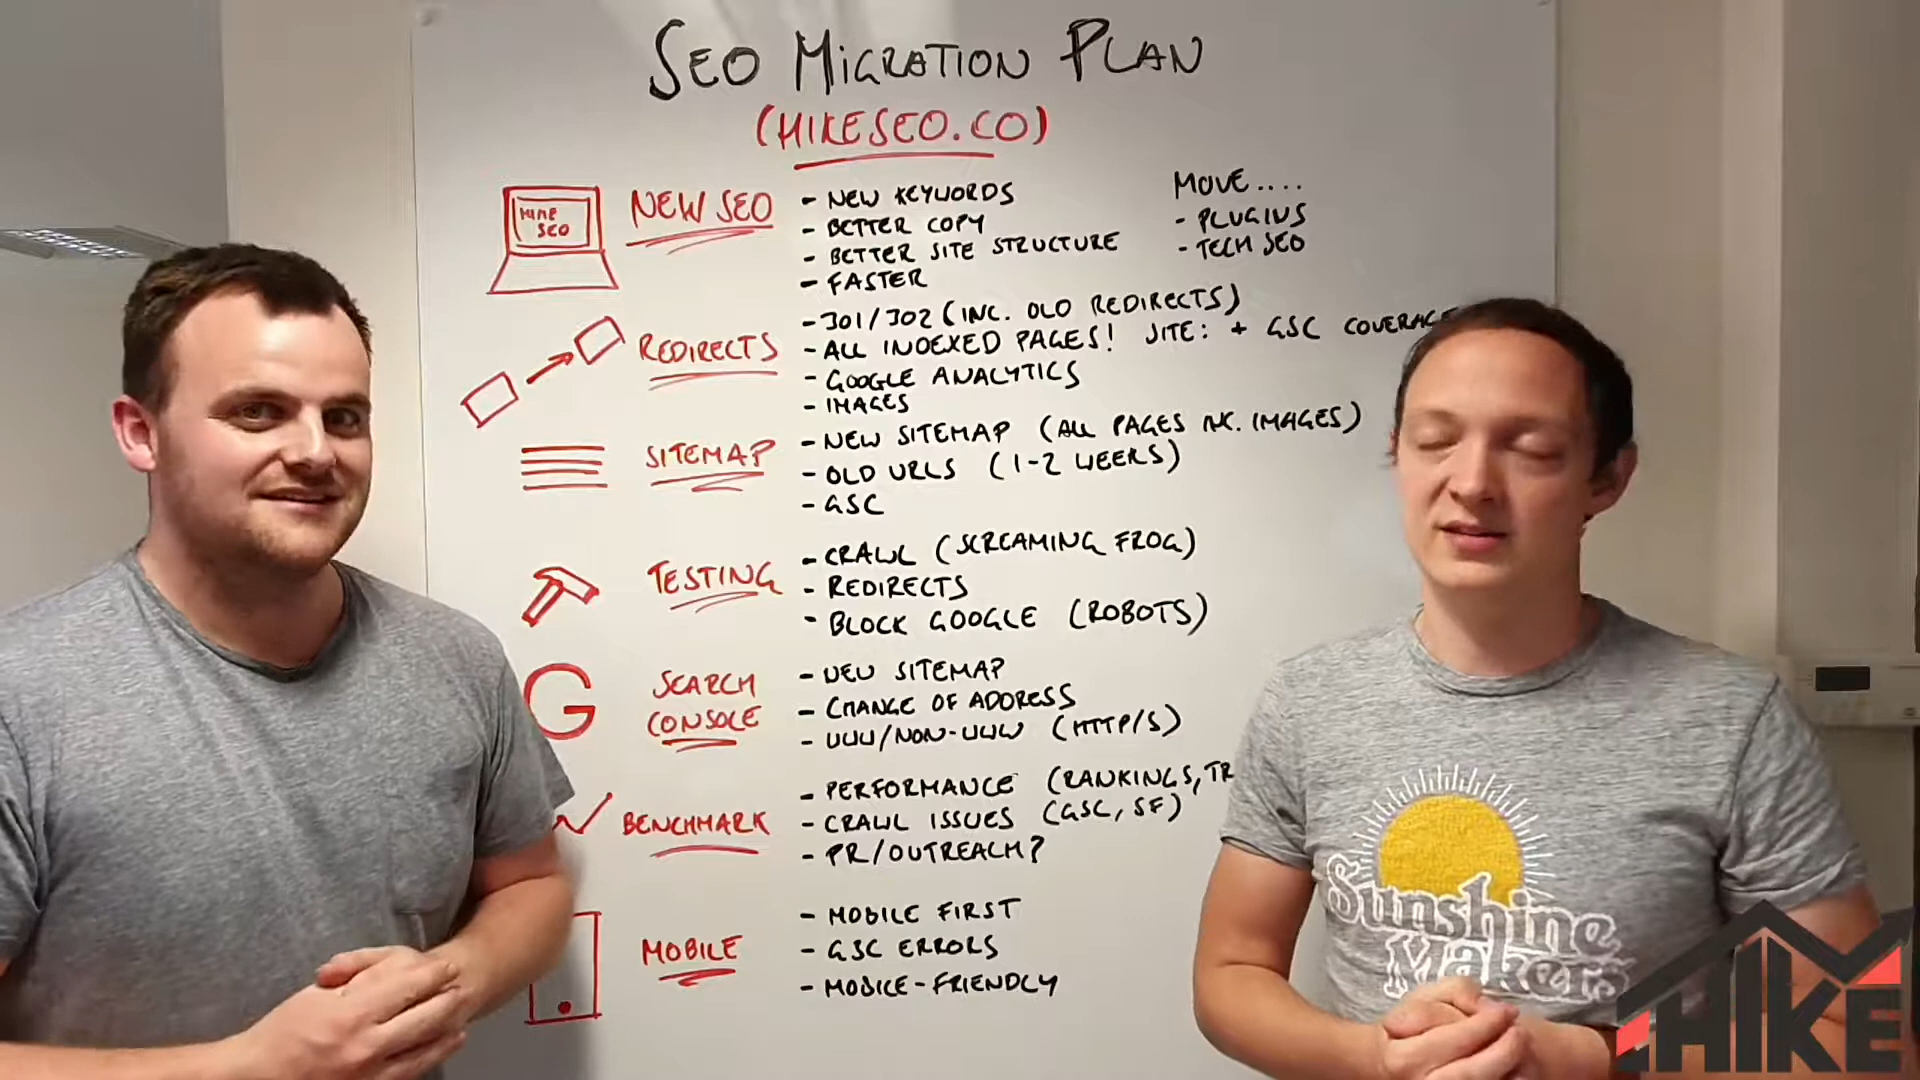 SEO MIGRATION PLAN
(HIKESEO.CO)
HIKE
SEO
NEW SEO
- NEW KEYWORDS
- BETTER COPY
- BETTER SITE STRUCTURE
- FASTER
MOVE....
- PLUGINS
- TECH SEO
REDIRECTS
- 301/302 (INC. OLD REDIRECTS)
- ALL INDEXED PAGES! SITE: + GSC COVERAGE
- GOOGLE ANALYTICS
- IMAGES
SITEMAP
- NEW SITEMAP (ALL PAGES INC. IMAGES)
- OLD URLS (1-2 WEEKS)
- GSC
TESTING
- CRAWL (SCREAMING FROG)
- REDIRECTS
- BLOCK GOOGLE (ROBOTS)
G
SEARCH
CONSOLE
- NEW SITEMAP
- CHANGE OF ADDRESS
- WWW/NON-WWW (HTTP/S)
BENCHMARK
- PERFORMANCE (RANKINGS, TR
- CRAWL ISSUES (GSC, SF)
- PR/OUTREACH?
MOBILE
- MOBILE FIRST
- GSC ERRORS
- MOBILE-FRIENDLY
Sunshine
Makers
HIKE